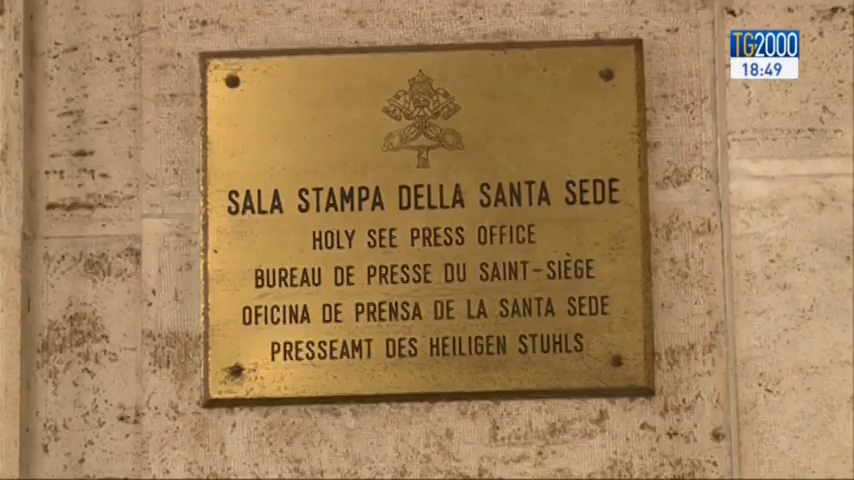 TG2000
18:49
SALA STAMPA DELLA SANTA SEDE
HOLY SEE PRESS OFFICE
BUREAU DE PRESSE DU SAINT-SIÈGE
OFICINA DE PRENSA DE LA SANTA SEDE
PRESSEAMT DES HEILIGEN STUHLS